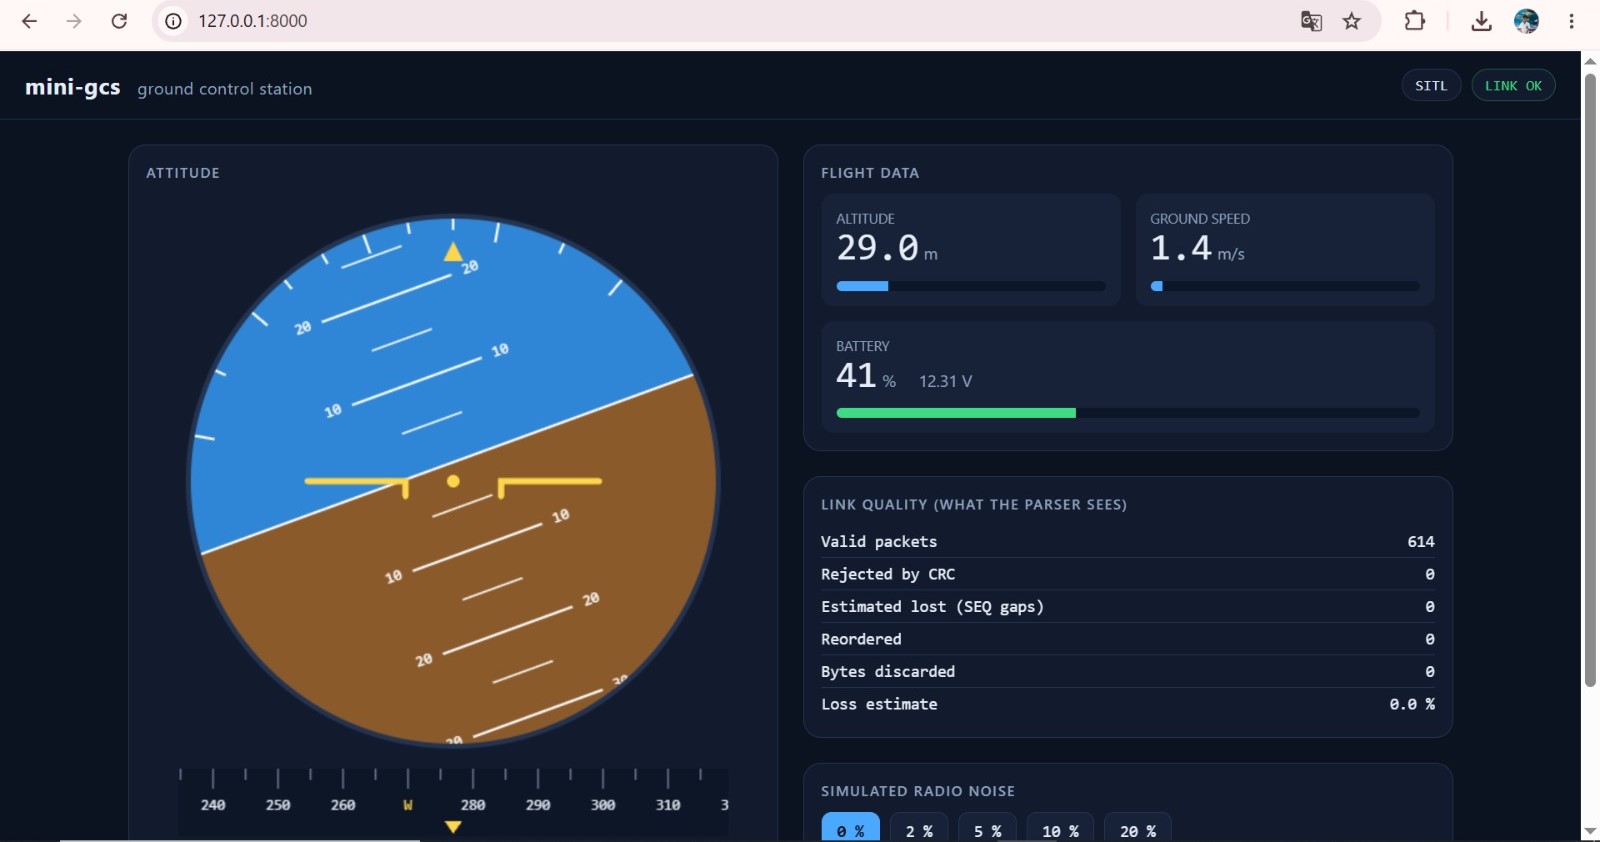 127.0.0.1:8000
mini-gcs ground control station
SITL LINK OK
ATTITUDE
20
20
10
10
10
10
20
20
30
30
240 250 260 W 280 290 300 310 3
FLIGHT DATA
ALTITUDE
29.0 m
GROUND SPEED
1.4 m/s
BATTERY
41 % 12.31 V
LINK QUALITY (WHAT THE PARSER SEES)
Valid packets 614
Rejected by CRC 0
Estimated lost (SEQ gaps) 0
Reordered 0
Bytes discarded 0
Loss estimate 0.0 %
SIMULATED RADIO NOISE
0 % 2 % 5 % 10 % 20 %